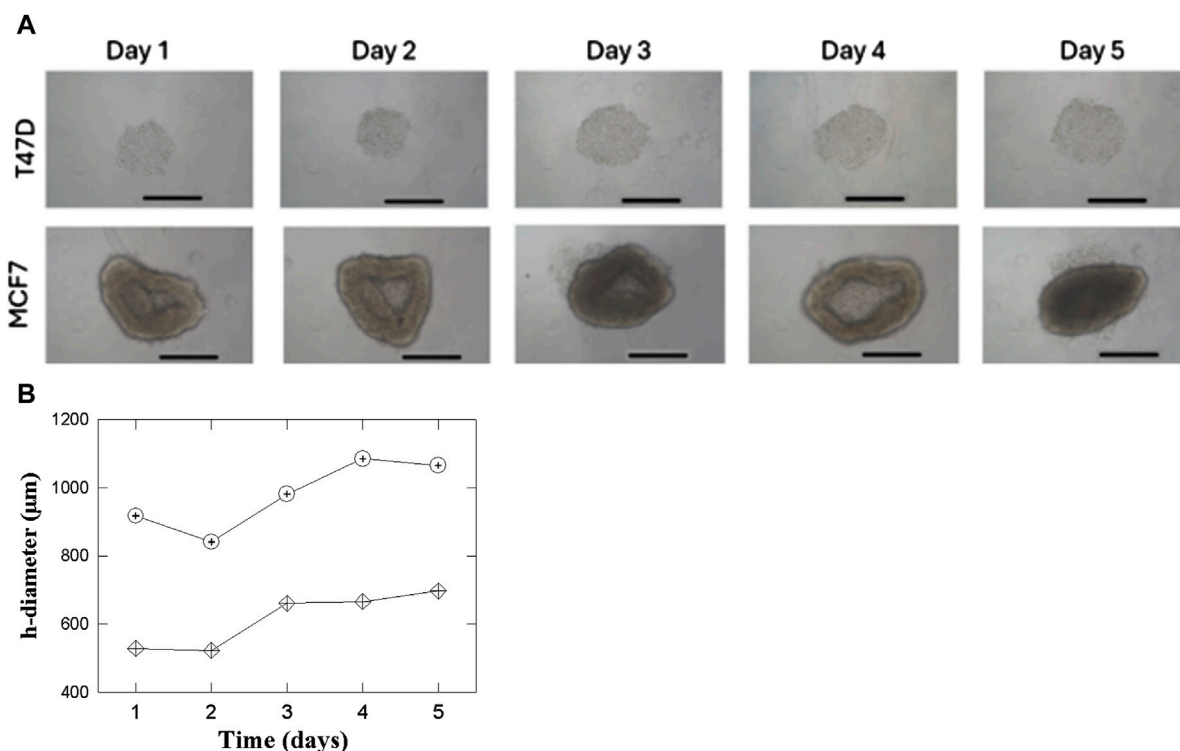 A
Day 1 Day 2 Day 3 Day 4 Day 5
T47D
MCF7
B
1200
1000
800
600
400
h-diameter (μm)
1 2 3 4 5
Time (days)